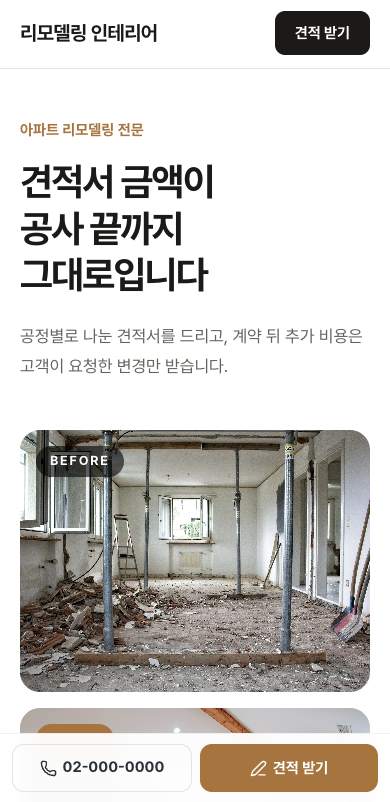 리모델링 인테리어
견적 받기
아파트 리모델링 전문
견적서 금액이
공사 끝까지
그대로입니다
공정별로 나눈 견적서를 드리고, 계약 뒤 추가 비용은
고객이 요청한 변경만 받습니다.
BEFORE
02-000-0000
견적 받기